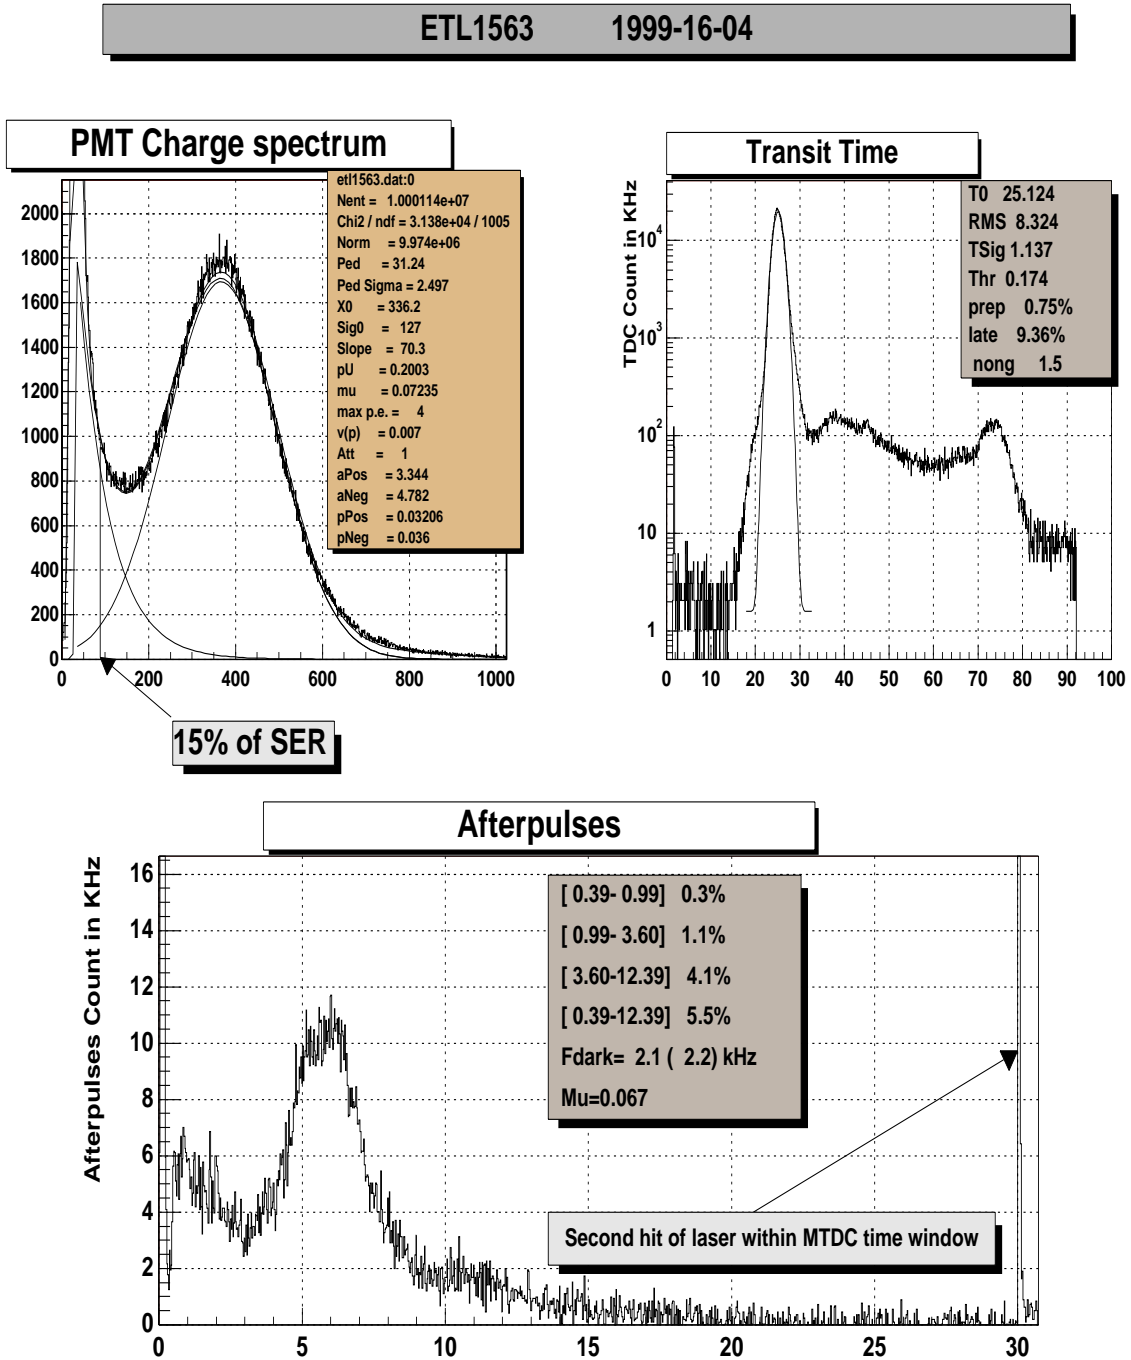 ETL1563 1999-16-04
PMT Charge spectrum
etl1563.dat:0
Nent = 1.000114e+07
Chi2 / ndf = 3.138e+04 / 1005
Norm = 9.974e+06
Ped = 31.24
Ped Sigma = 2.497
X0 = 336.2
Sig0 = 127
Slope = 70.3
pU = 0.2003
mu = 0.07235
max p.e. = 4
v(p) = 0.007
Att = 1
aPos = 3.344
aNeg = 4.782
pPos = 0.03206
pNeg = 0.036
2000
1800
1600
1400
1200
1000
800
600
400
200
0
0 200 400 600 800 1000
15% of SER
Transit Time
TDC Count in KHz
T0 25.124
RMS 8.324
TSig 1.137
Thr 0.174
prep 0.75%
late 9.36%
nong 1.5
10^4
10^3
10^2
10
1
0 10 20 30 40 50 60 70 80 90 100
Afterpulses
Afterpulses Count in KHz
16
14
12
10
8
6
4
2
0
[ 0.39- 0.99] 0.3%
[ 0.99- 3.60] 1.1%
[ 3.60-12.39] 4.1%
[ 0.39-12.39] 5.5%
Fdark= 2.1 ( 2.2) kHz
Mu=0.067
Second hit of laser within MTDC time window
0 5 10 15 20 25 30